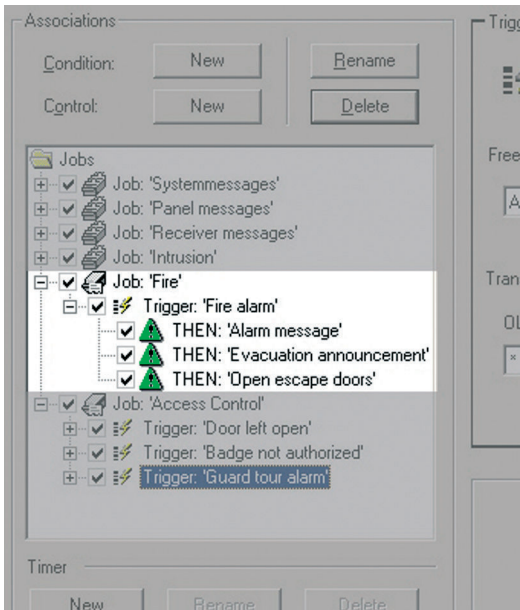 Associations
Trigg
Condition: New Rename
Control: New Delete
Free
A
Jobs
Job: 'Systemmessages'
Job: 'Panel messages'
Job: 'Receiver messages'
Job: 'Intrusion'
Job: 'Fire'
Tran
Trigger: 'Fire alarm'
THEN: 'Alarm message'
OL
THEN: 'Evacuation announcement'
*
THEN: 'Open escape doors'
Job: 'Access Control'
Trigger: 'Door left open'
Trigger: 'Badge not authorized'
Trigger: 'Guard tour alarm'
Timer
New Rename Delete